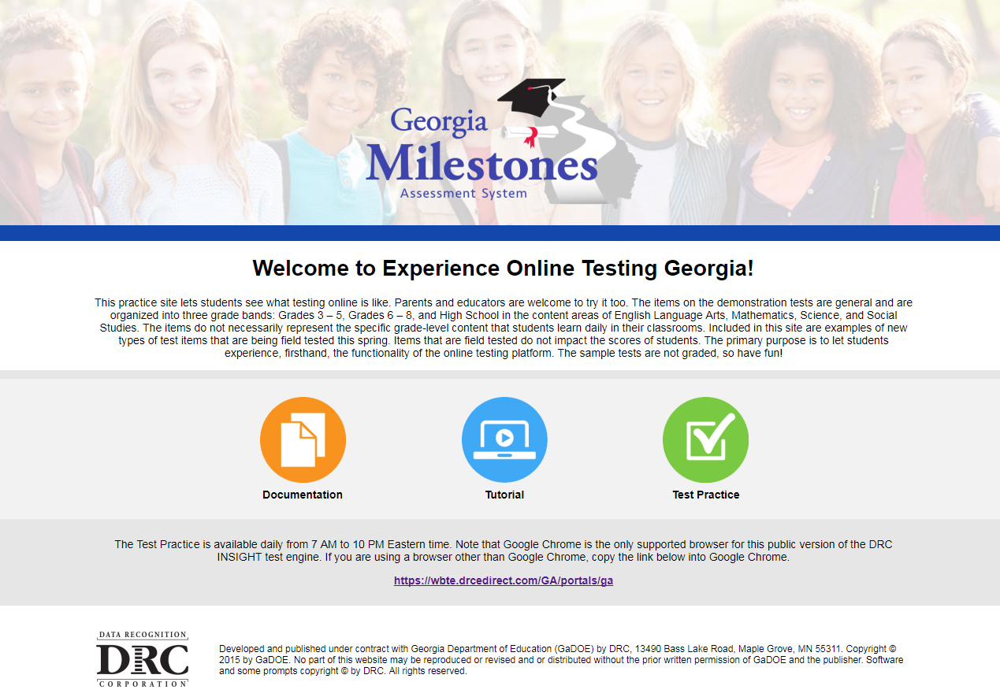 Georgia
Milestones
Assessment System
Welcome to Experience Online Testing Georgia!
This practice site lets students see what testing online is like. Parents and educators are welcome to try it too. The items on the demonstration tests are general and are
organized into three grade bands: Grades 3 – 5, Grades 6 – 8, and High School in the content areas of English Language Arts, Mathematics, Science, and Social
Studies. The items do not necessarily represent the specific grade-level content that students learn daily in their classrooms. Included in this site are examples of new
types of test items that are being field tested this spring. Items that are field tested do not impact the scores of students. The primary purpose is to let students
experience, firsthand, the functionality of the online testing platform. The sample tests are not graded, so have fun!
Documentation
Tutorial
Test Practice
The Test Practice is available daily from 7 AM to 10 PM Eastern time. Note that Google Chrome is the only supported browser for this public version of the DRC
INSIGHT test engine. If you are using a browser other than Google Chrome, copy the link below into Google Chrome.
https://wbte.drcedirect.com/GA/portals/ga
DATA RECOGNITION
DRC
CORPORATION
Developed and published under contract with Georgia Department of Education (GaDOE) by DRC, 13490 Bass Lake Road, Maple Grove, MN 55311. Copyright ©
2015 by GaDOE. No part of this website may be reproduced or revised and or distributed without the prior written permission of GaDOE and the publisher. Software
and some prompts copyright © by DRC. All rights reserved.